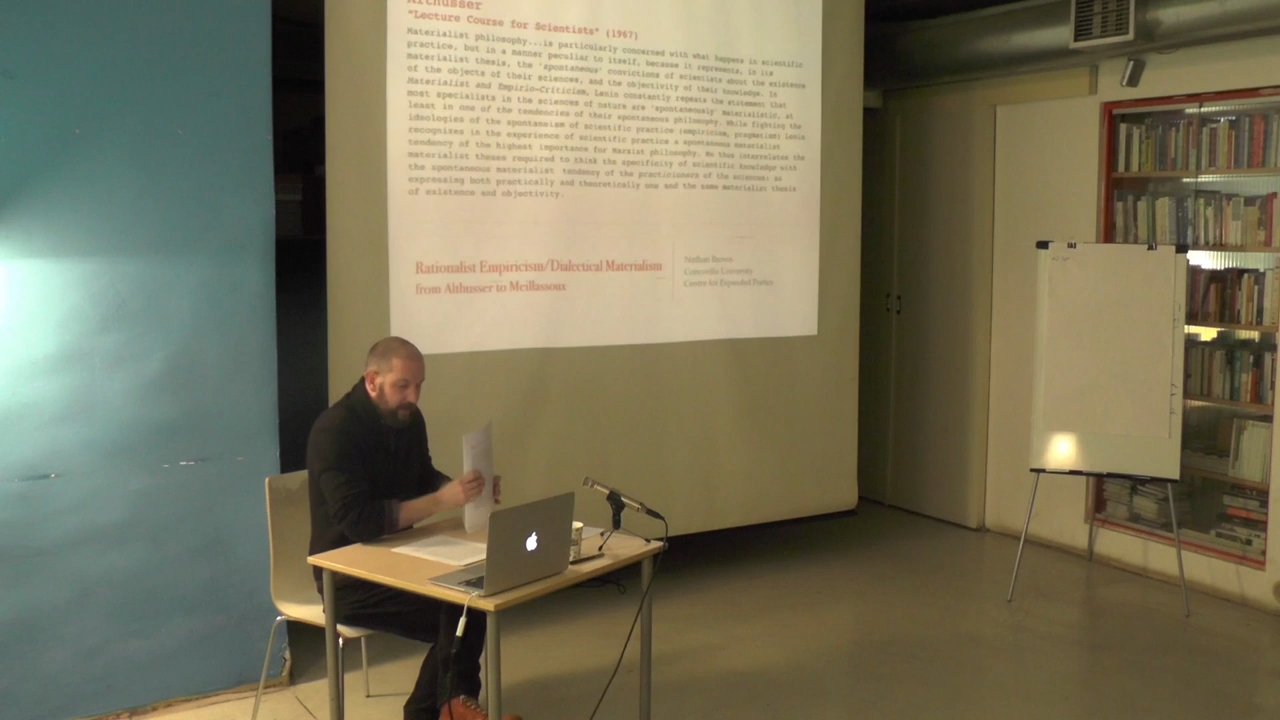 Althusser
"Lecture Course for Scientists" (1967)
Materialist philosophy...is particularly concerned with what happens in scientific
practice, but in a manner peculiar to itself, because it represents, in its
materialist thesis, the 'spontaneous' convictions of scientists about the existence
of the objects of their sciences, and the objectivity of their knowledge. In
Materialist and Empirio-Criticism, Lenin constantly repeats the statement that
most specialists in the sciences of nature are 'spontaneously' materialistic, at
least in one of the tendencies of their spontaneous philosophy. While fighting the
ideologies of the spontaneism of scientific practice (empiricism, pragmatism) Lenin
recognizes in the experience of scientific practice a spontaneous materialist
tendency of the highest importance for Marxist philosophy. He thus interrelates the
materialist theses required to think the specificity of scientific knowledge with
the spontaneous materialist tendency of the practicioners of the sciences: as
expressing both practically and theoretically one and the same materialist thesis
of existence and objectivity.
Rationalist Empiricism/Dialectical Materialism
from Althusser to Meillassoux
Nathan Brown
Concordia University
Centre for Expanded Poetics